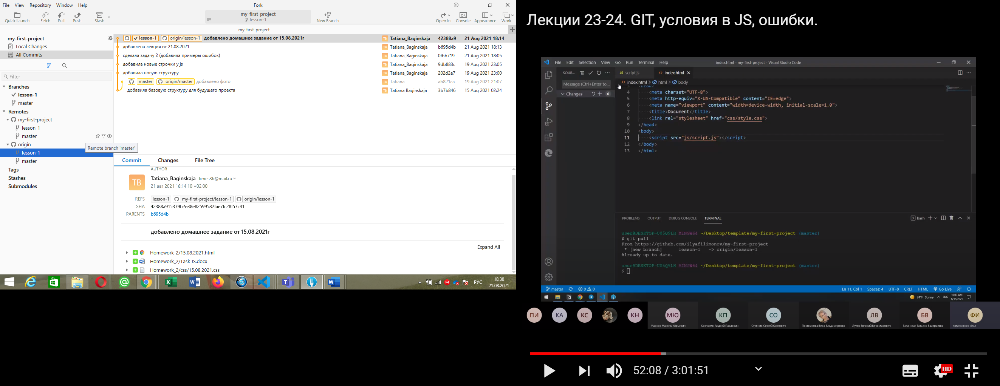 File View Repository Window Help
Fork
Quick Launch Fetch Pull Push Stash
my-first-project
lesson-1
New Branch
Open in Console Appearance Work
my-first-project
my-first-project
Local Changes
All Commits
Filter
Branches
lesson-1
master
Remotes
my-first-project
lesson-1
master
origin
Remote branch 'master'
lesson-1
master
Tags
Stashes
Submodules
lesson-1 origin/lesson-1 добавлено домашнее задание от 15.08.2021г TB Tatiana_Baginskaja 42388a9 21 Aug 2021 18:14
добавлена лекция от 21.08.2021 TB Tatiana_Baginskaja b695d4b 21 Aug 2021 18:13
сделала задачу 2 (добавила примеры ошибок) TB Tatiana_Baginskaja 0fbb719 21 Aug 2021 18:05
добавила новые строчки у js TB Tatiana_Baginskaja 9db883c 19 Aug 2021 23:05
добавила новую структуру TB Tatiana_Baginskaja 202d2e7 19 Aug 2021 23:00
master origin/master добавлено фото TB Tatiana ab821ca 19 Aug 2021 21:07
добавила базовую структуру для будущего проекта TB Tatiana Baginskaja 3b7b846 15 Aug 2021 02:24
Commit Changes File Tree
AUTHOR
TB
Tatiana_Baginskaja time-86@mail.ru
21 авг 2021 18:14:10 +02:00
REFS lesson-1 my-first-project/lesson-1 origin/lesson-1
SHA 42388a915379b2e38e82599582fae7fc28f57c41
PARENTS b695d4b
добавлено домашнее задание от 15.08.2021г
Expand All
Homework_2/15.08.2021.html
Homework_2/Task JS.docx
Homework_2/css/15.08.2021.css
РУС
18:30
21.08.2021
Лекции 23-24. GIT, условия в JS, ошибки.
File Edit Selection View Go Run Terminal Help
index.html - my-first-project - Visual Studio Code
SOUR...
JS script.js
index.html
Message (Ctrl+Enter to...
index.html > html > body
Changes 0
3 <head>
4 <meta charset="UTF-8">
5 <meta http-equiv="X-UA-Compatible" content="IE=edge">
6 <meta name="viewport" content="width=device-width, initial-scale=1.0">
7 <title>Document</title>
8 <link rel="stylesheet" href="css/style.css">
9 </head>
10 <body>
11 <script src="js/script.js"></script>
12 </body>
13 </html>
PROBLEMS OUTPUT DEBUG CONSOLE TERMINAL
bash
user@DESKTOP-U05Q9LH MINGW64 ~/Desktop/template/my-first-project (master)
$ git pull
From https://github.com/ilyafilimonov/my-first-project
* [new branch] lesson-1 -> origin/lesson-1
Already up to date.
user@DESKTOP-U05Q9LH MINGW64 ~/Desktop/template/my-first-project (master)
$
master 0 0
Ln 11, Col 1 Spaces: 4 UTF-8 CRLF HTML Go Live
74°F Sunny ENG
10:53 AM
8/15/2021
ПИ КА КС КН МЮ КП СО ЛВ БВ ФИ
Марсов Максим Юрьевич Корчагин Андрей Павлович Ступчик Сергей Олегович Постникова Вера Владимировна Лутов Евгений Вячеславович Багинская Татьяна Валерьевна Филимонов Илья
52:08 / 3:01:51
HD